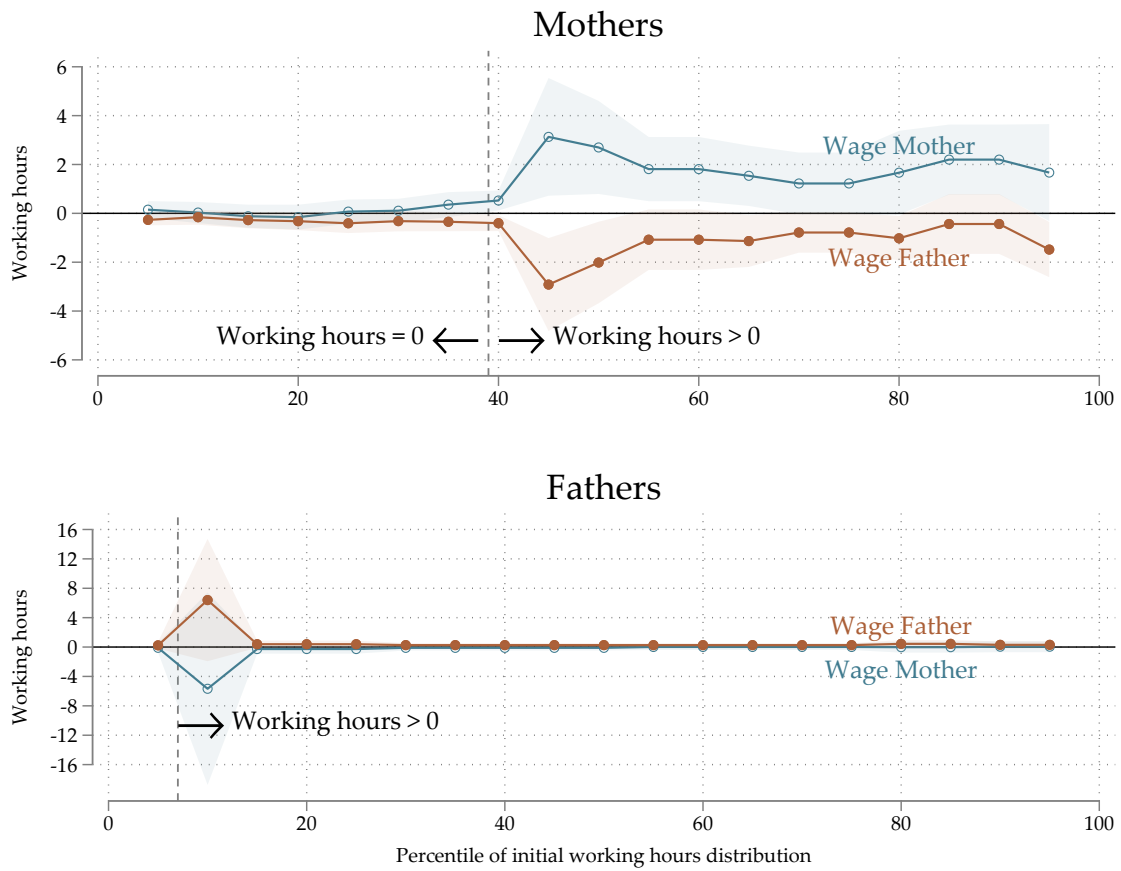 Mothers
Working hours
6
4
2
0
-2
-4
-6
Wage Mother
Wage Father
Working hours = 0
Working hours > 0
0 20 40 60 80 100
Fathers
Working hours
16
12
8
4
0
-4
-8
-12
-16
Wage Father
Wage Mother
Working hours > 0
0 20 40 60 80 100
Percentile of initial working hours distribution